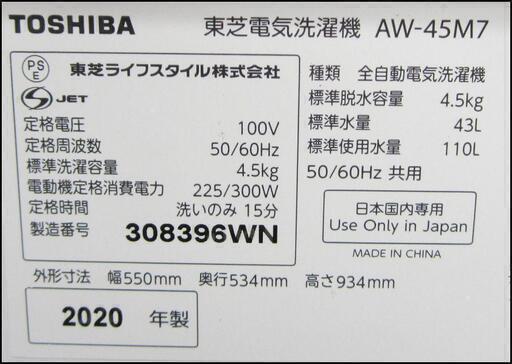 TOSHIBA 東芝電気洗濯機 AW-45M7
PS
E
東芝ライフスタイル株式会社
S JET
定格電圧 100V
定格周波数 50/60Hz
標準洗濯容量 4.5kg
電動機定格消費電力 225/300W
定格時間 洗いのみ 15分
製造番号 308396WN
種類 全自動電気洗濯機
標準脱水容量 4.5kg
標準水量 43L
標準使用水量 110L
50/60Hz 共用
日本国内専用
Use Only in Japan
MADE IN CHINA
外形寸法 幅550mm 奥行534mm 高さ934mm
2020 年製